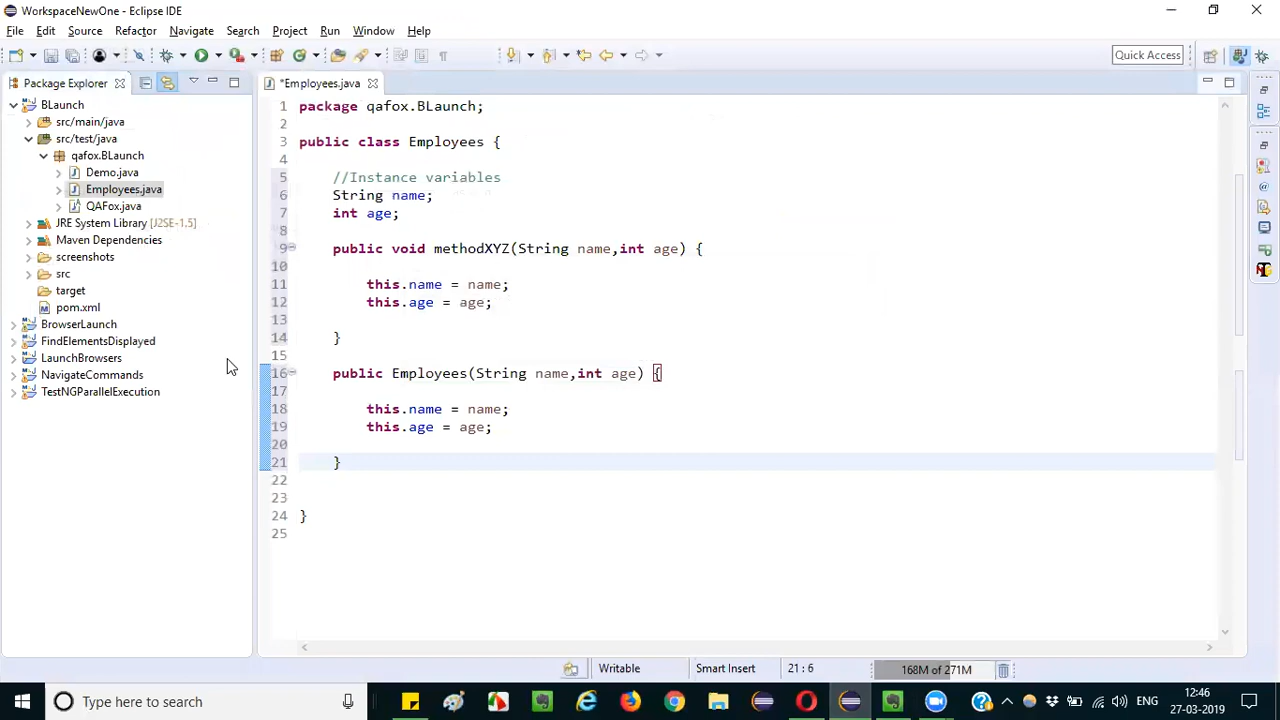 WorkspaceNewOne - Eclipse IDE
File Edit Source Refactor Navigate Search Project Run Window Help
Quick Access
Package Explorer
*Employees.java
BLaunch
src/main/java
src/test/java
qafox.BLaunch
Demo.java
Employees.java
QAFox.java
JRE System Library [J2SE-1.5]
Maven Dependencies
screenshots
src
target
pom.xml
BrowserLaunch
FindElementsDisplayed
LaunchBrowsers
NavigateCommands
TestNGParallelExecution
1 package qafox.BLaunch;
2
3 public class Employees {
4
5 //Instance variables
6 String name;
7 int age;
8
9 public void methodXYZ(String name,int age) {
10
11 this.name = name;
12 this.age = age;
13
14 }
15
16 public Employees(String name,int age) {
17
18 this.name = name;
19 this.age = age;
20
21 }
22
23
24 }
25
Writable Smart Insert 21 : 6 168M of 271M
Type here to search
ENG
12:46
27-03-2019